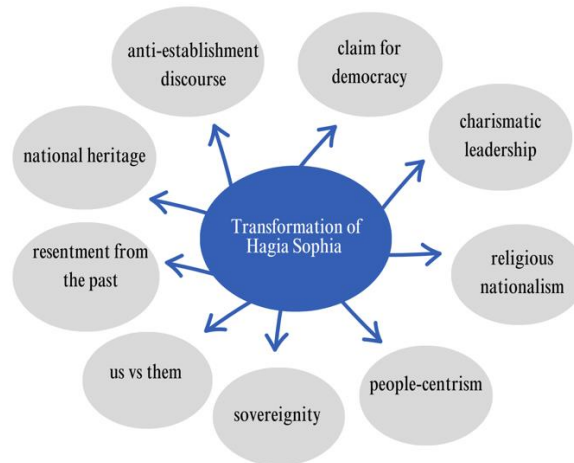 anti-establishment
discourse
claim for
democracy
charismatic
leadership
national heritage
Transformation of
Hagia Sophia
resentment from
the past
religious
nationalism
us vs them
sovereignty
people-centrism